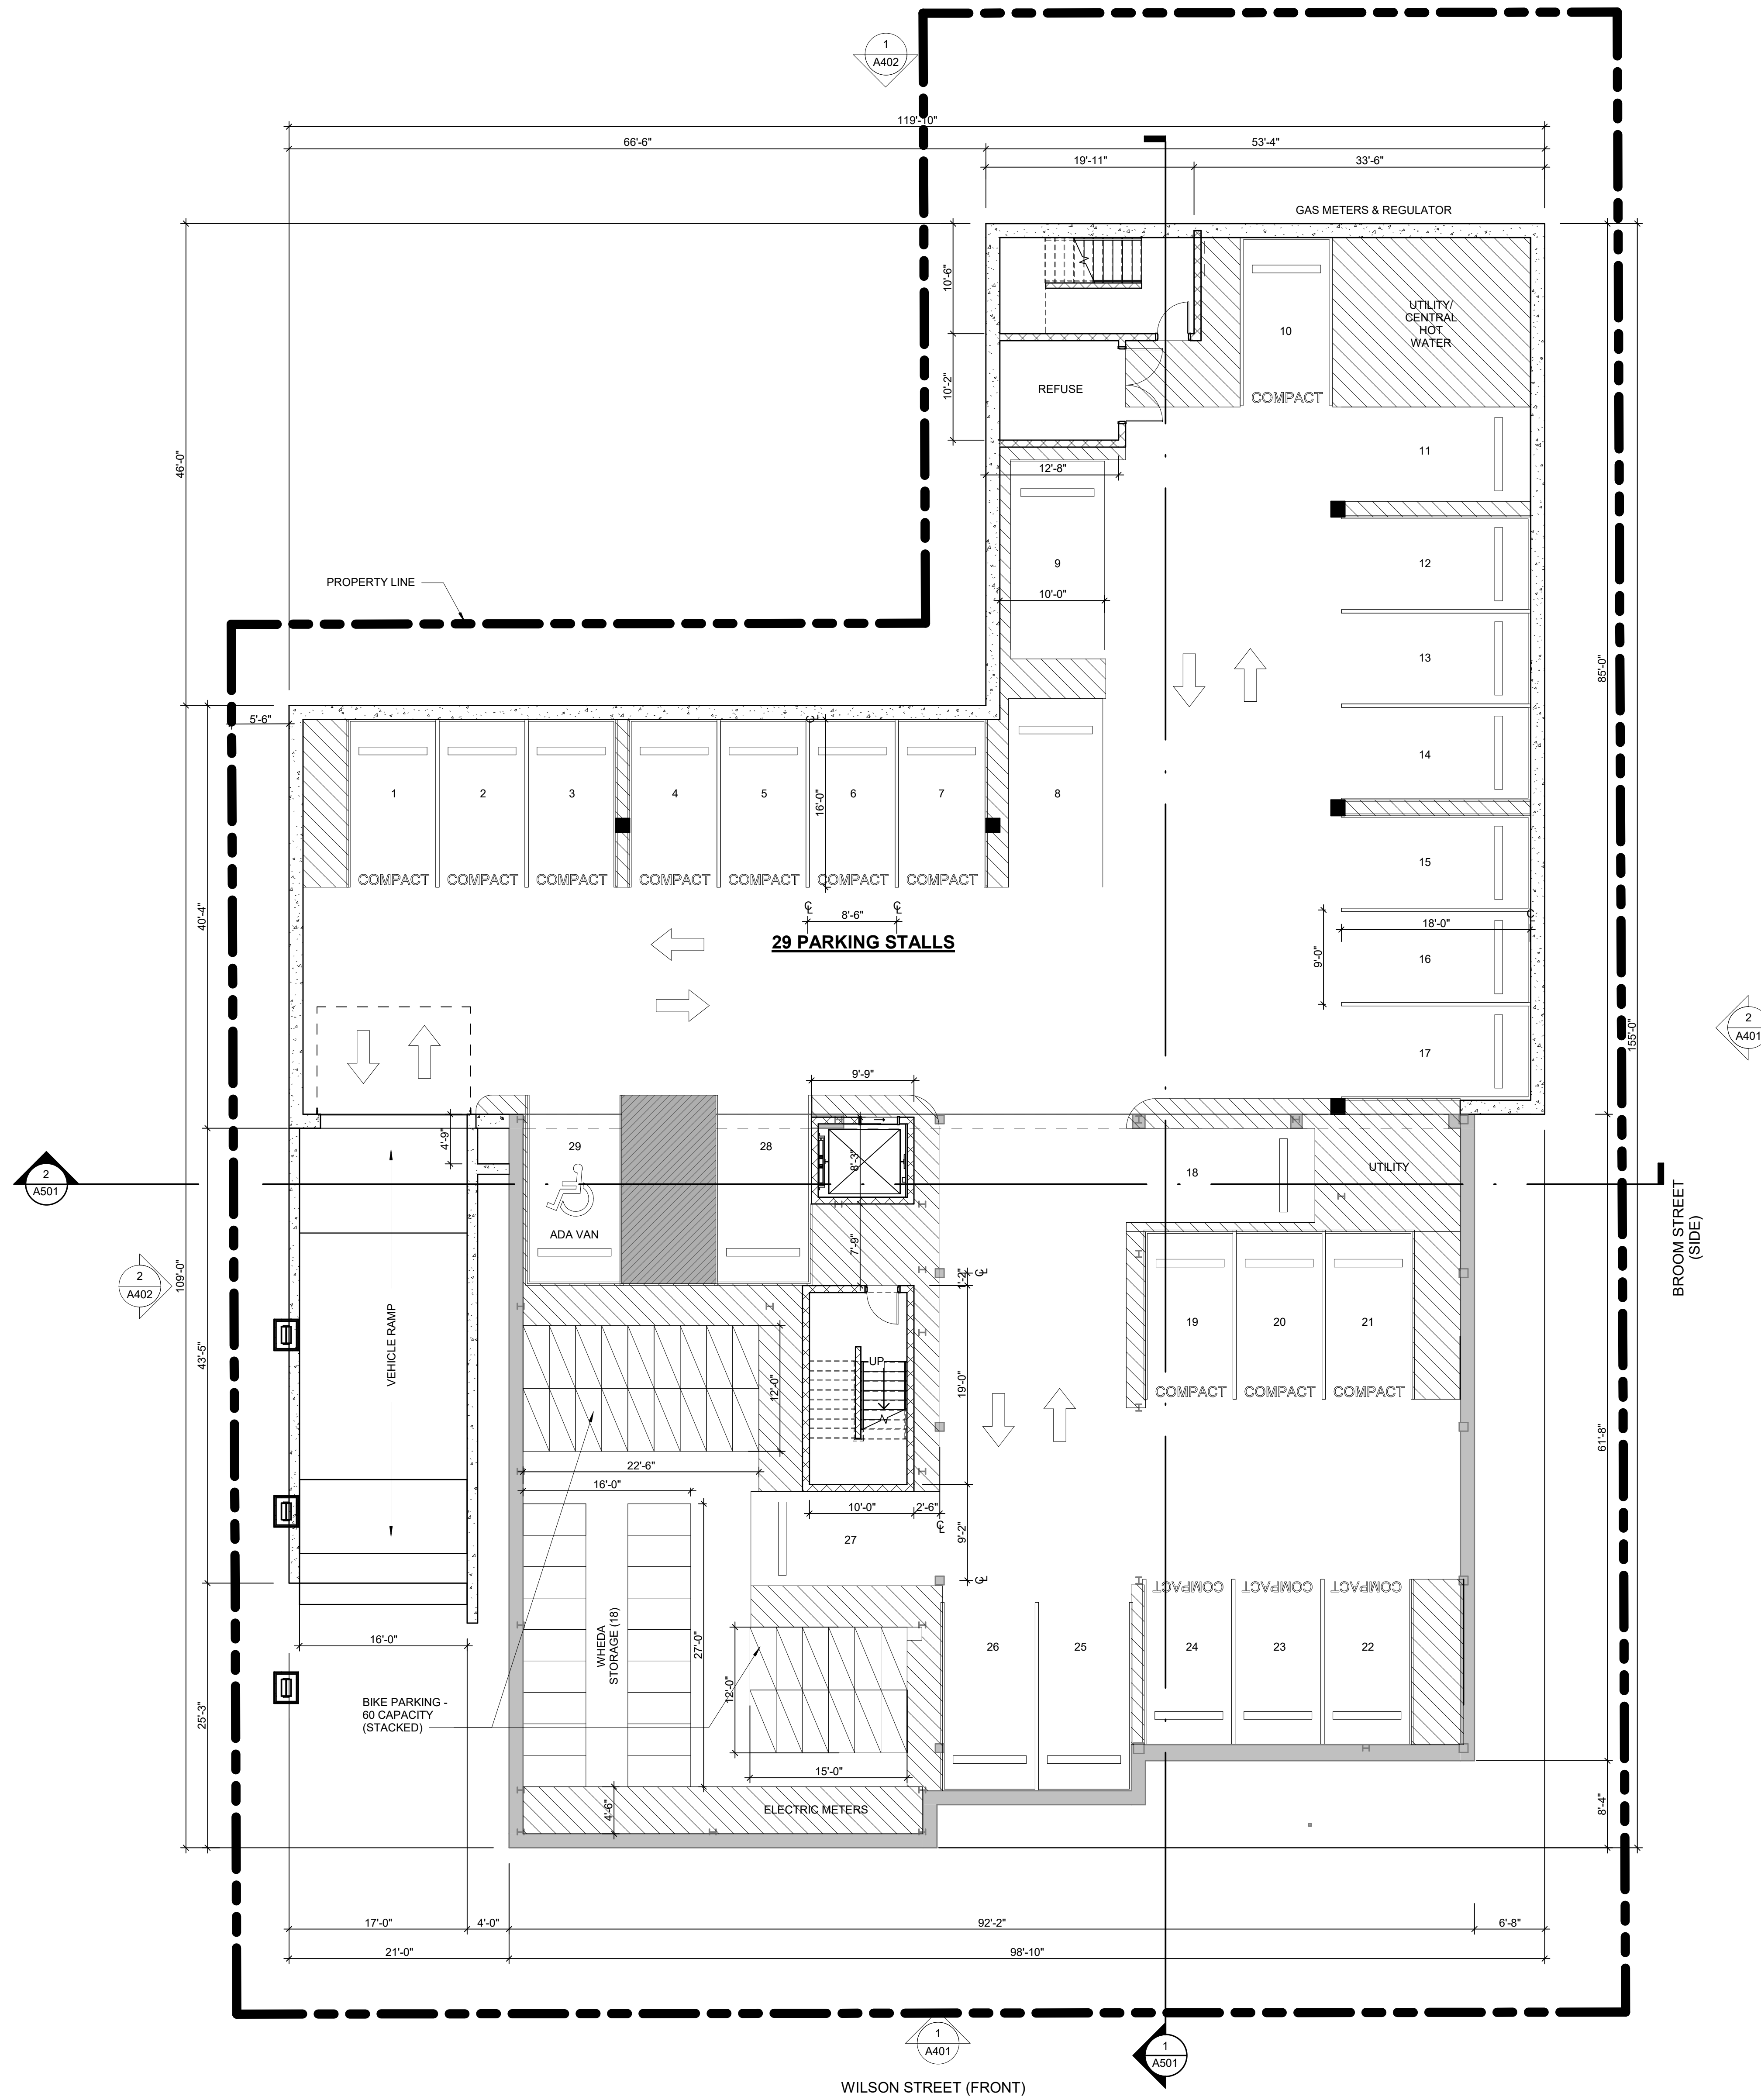 1
A402
119'-10"
66'-6"
53'-4"
19'-11"
33'-6"
GAS METERS & REGULATOR
10'-6"
UTILITY/
CENTRAL
HOT
WATER
10
COMPACT
REFUSE
10'-2"
12'-8"
11
46'-0"
9
10'-0"
12
PROPERTY LINE
13
85'-0"
5'-6"
14
1
2
3
4
5
6
7
8
16'-0"
15
COMPACT
COMPACT
COMPACT
COMPACT
COMPACT
COMPACT
COMPACT
40'-4"
8'-6"
18'-0"
29 PARKING STALLS
9'-0"
16
2
A401
155'-0"
17
9'-9"
4'-9"
29
28
8'-3"
18
UTILITY
2
A501
ADA VAN
7'-9"
BROOM STREET
(SIDE)
2
A402
109'-0"
1'-2"
VEHICLE RAMP
19
20
21
43'-5"
UP
12'-0"
19'-0"
COMPACT
COMPACT
COMPACT
61'-8"
22'-6"
16'-0"
10'-0"
2'-6"
27
9'-2"
COMPACT
COMPACT
COMPACT
16'-0"
WHEDA
STORAGE (18)
27'-0"
26
25
24
23
22
12'-0"
BIKE PARKING -
60 CAPACITY
(STACKED)
25'-3"
15'-0"
4'-6"
ELECTRIC METERS
8'-4"
17'-0"
4'-0"
92'-2"
6'-8"
21'-0"
98'-10"
1
A401
1
A501
WILSON STREET (FRONT)